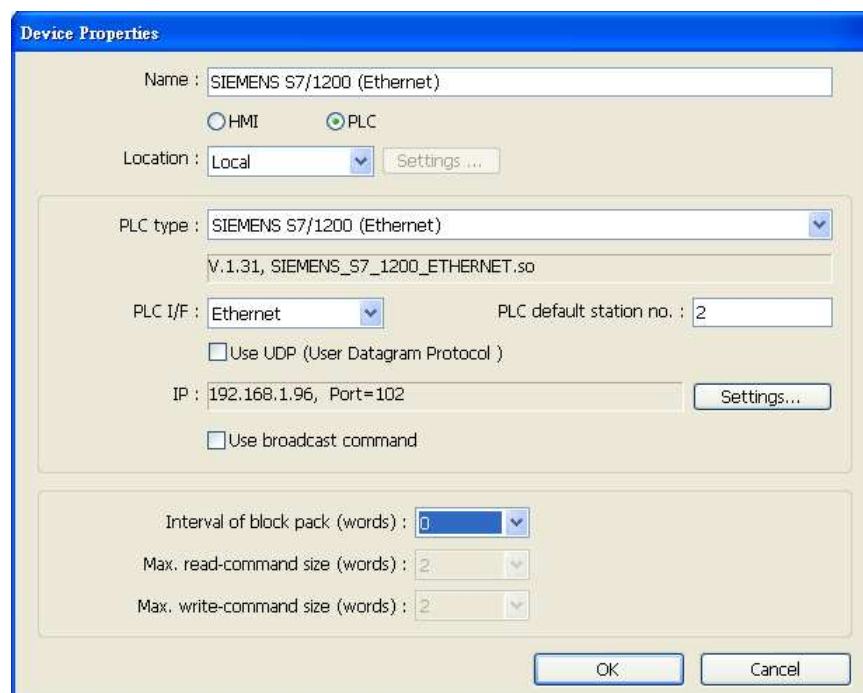 Device Properties
Name : SIEMENS S7/1200 (Ethernet)
HMI PLC
Location : Local Settings ...
PLC type : SIEMENS S7/1200 (Ethernet)
V.1.31, SIEMENS_S7_1200_ETHERNET.so
PLC I/F : Ethernet PLC default station no. : 2
Use UDP (User Datagram Protocol )
IP : 192.168.1.96, Port=102 Settings...
Use broadcast command
Interval of block pack (words) : 0
Max. read-command size (words) : 2
Max. write-command size (words) : 2
OK Cancel